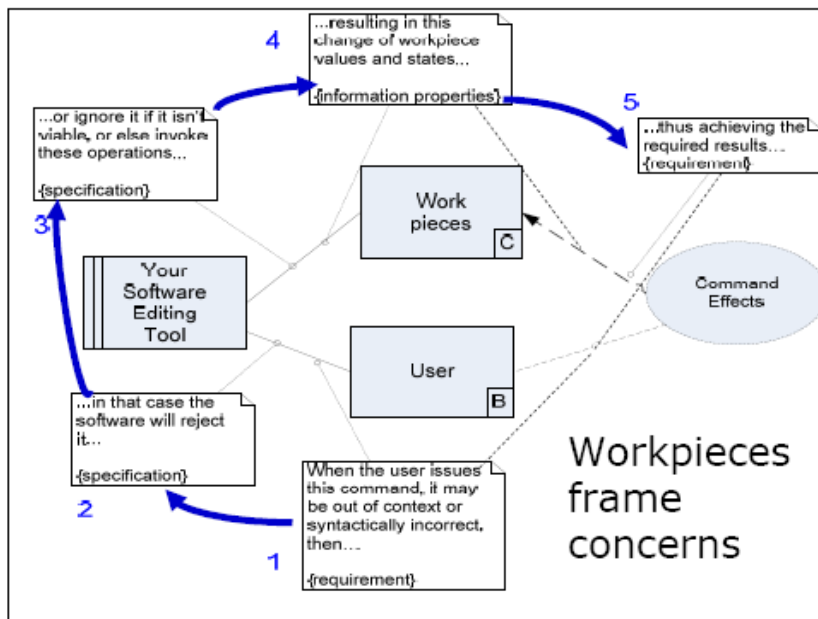 4
...resulting in this
change of workpiece
values and states...
{information properties}
5
...thus achieving the
required results....
{requirement}
...or ignore it if it isn't
viable, or else invoke
these operations...
{specification}
3
Work
pieces
C
Your
Software
Editing
Tool
Command
Effects
User
B
...in that case the
software will reject
it...
{specification}
2
When the user issues
this command, it may
be out of context or
syntactically incorrect,
then....
{requirement}
1
Workpieces
frame
concerns